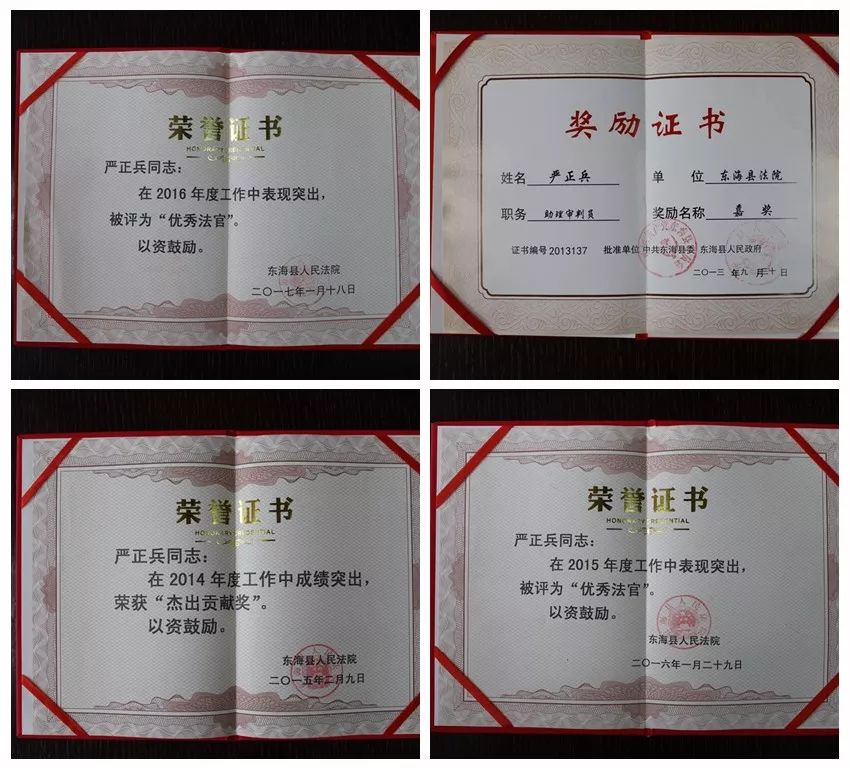 荣誉证书
HONORARY CREDENTIAL
严正兵同志：
在2016年度工作中表现突出，
被评为“优秀法官”。
以资鼓励。
东海县人民法院
二〇一七年一月十八日
奖励证书
姓名 严正兵 单位 东海县法院
职务 助理审判员 奖励名称 嘉奖
证书编号 2013137 批准单位 中共东海县委 东海县人民政府
二〇一三年九月三十日
荣誉证书
HONORARY CREDENTIAL
严正兵同志：
在2014年度工作中成绩突出，
荣获“杰出贡献奖”。
以资鼓励。
东海县人民法院
二〇一五年二月九日
荣誉证书
HONORARY CREDENTIAL
严正兵同志：
在2015年度工作中表现突出，
被评为“优秀法官”。
以资鼓励。
东海县人民法院
二〇一六年一月二十九日